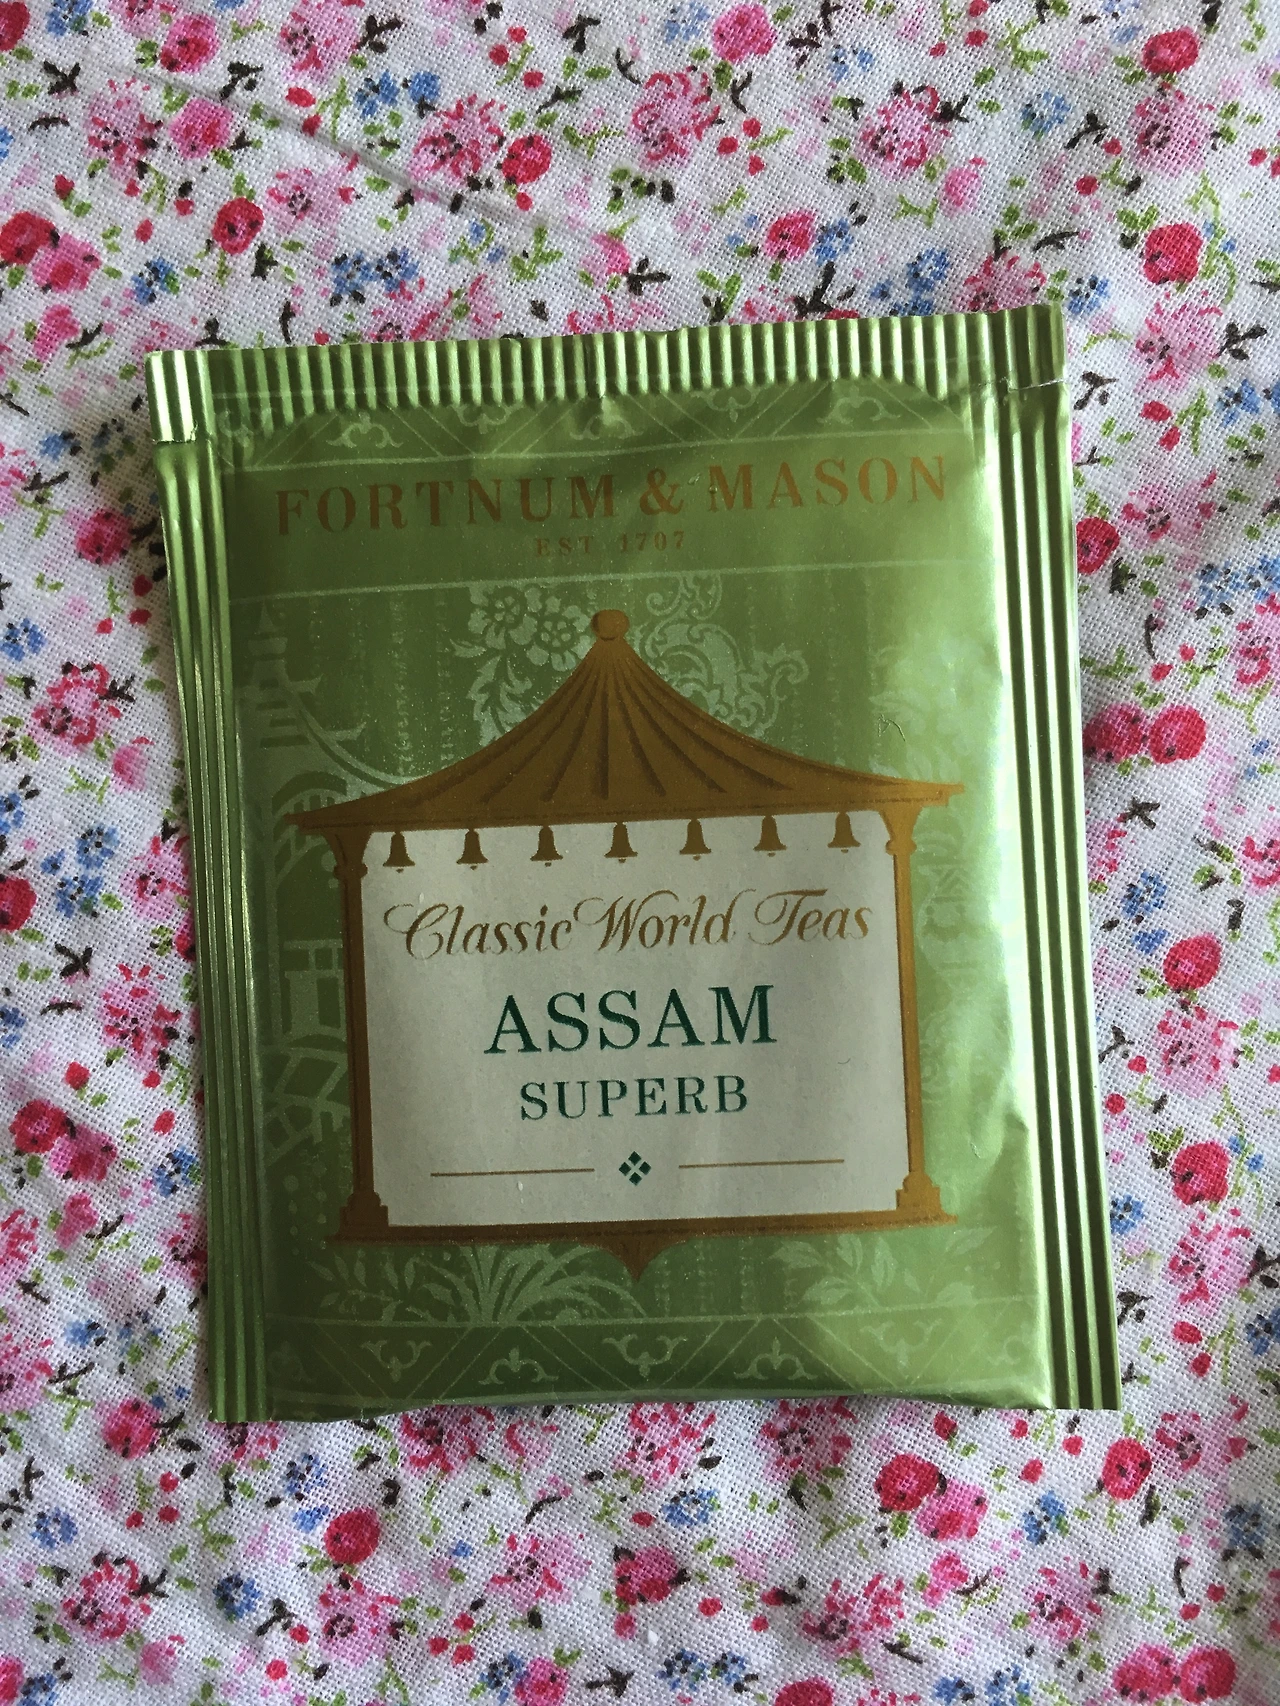 FORTNUM & MASON
EST 1707
Classic World Teas
ASSAM
SUPERB